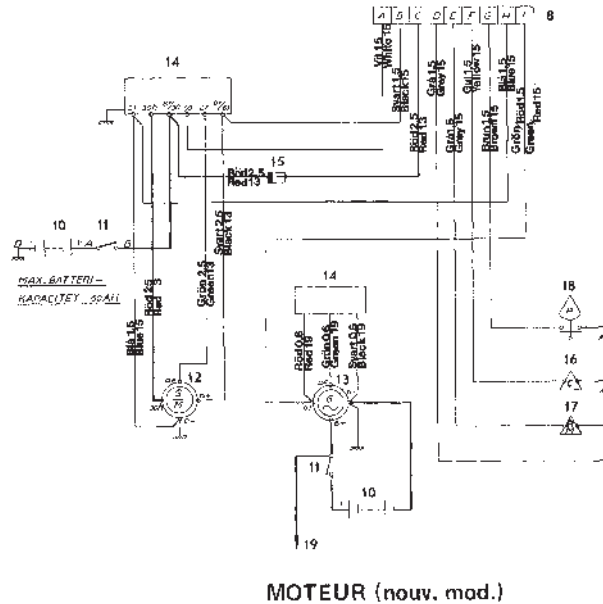 A B C D E F G H I
8
Vit 1,5
White 15
Svart 1,5
Black 15
Röd 2,5
Red 13
Grå 1,5
Grey 15
Grå 1,5
Grey 15
Gul 1,5
Yellow 15
Brun 1,5
Brown 15
Blå 1,5
Blue 15
Grön
Green
Röd 1,5
Red 15
14
15
Röd 2,5
Red 13
Svart 2,5
Black 13
10
11
A
B
MAX. BATTERI-
KAPACITET
Röd 2,5
Red
Grön 2,5
Green 13
Blå 1,5
Blue 15
12
14
Röd 0,6
Red 19
Grön 0,6
Green 19
Svart 0,6
Black 19
13
18
16
17
11
10
19
MOTEUR (nouv. mod.)